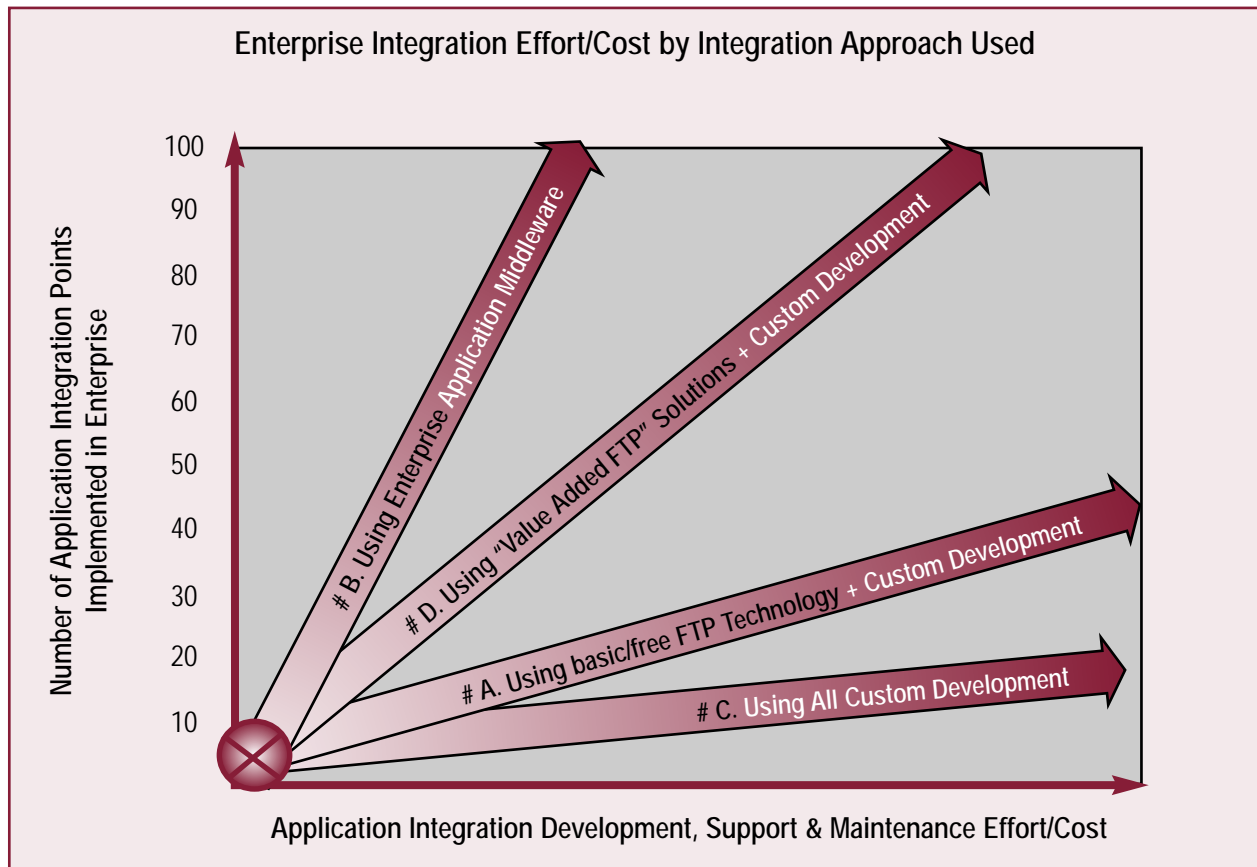 Enterprise Integration Effort/Cost by Integration Approach Used
Number of Application Integration Points
Implemented in Enterprise
100
90
80
70
60
50
40
30
20
10
# B. Using Enterprise Application Middleware
# D. Using “Value Added FTP” Solutions + Custom Development
# A. Using basic/free FTP Technology + Custom Development
# C. Using All Custom Development
Application Integration Development, Support & Maintenance Effort/Cost